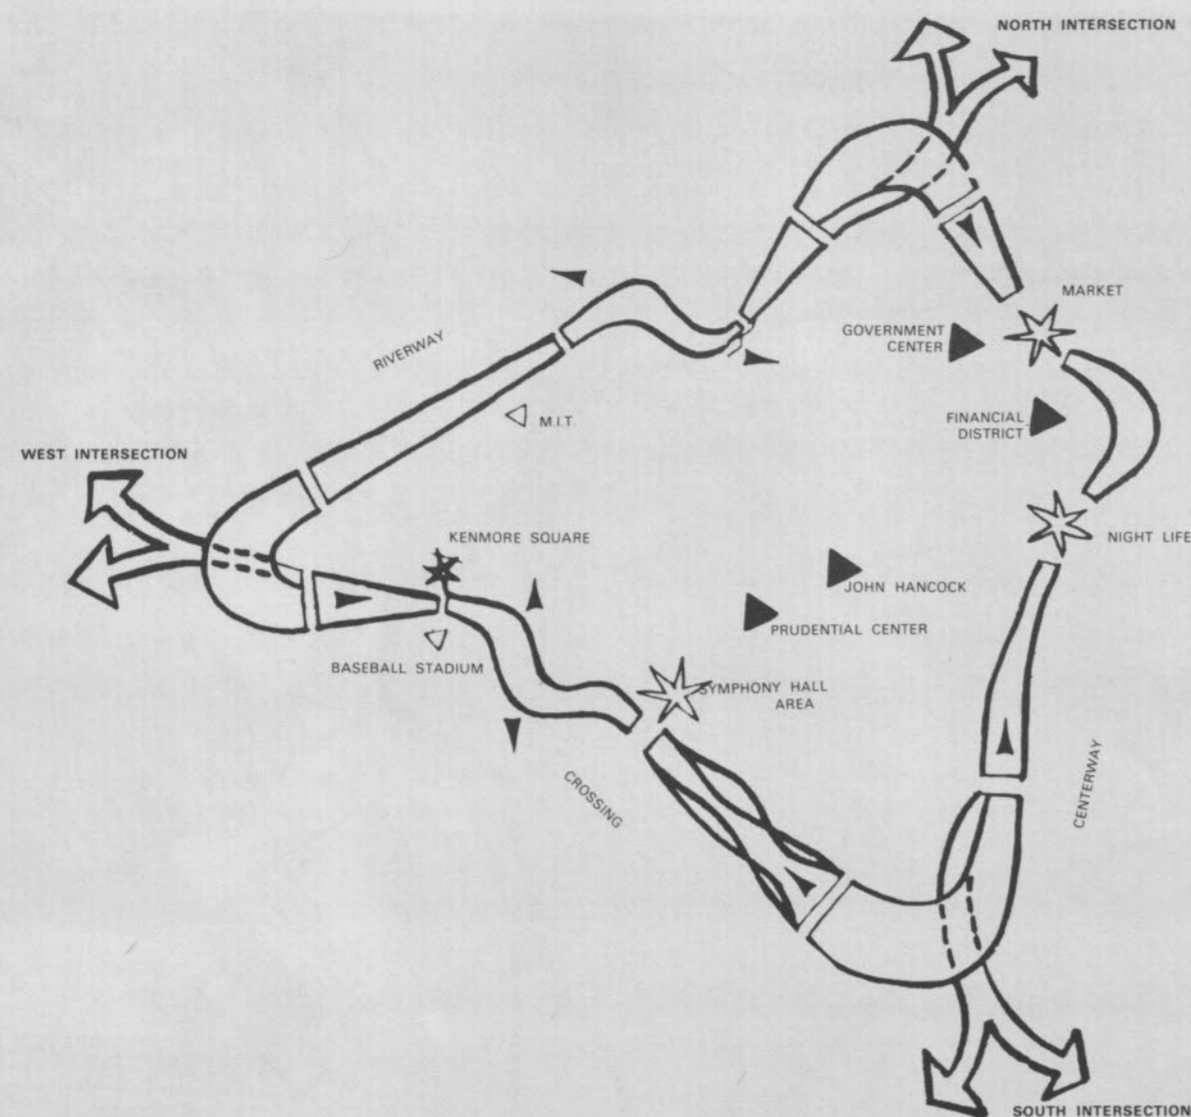 NORTH INTERSECTION
MARKET
GOVERNMENT
CENTER
RIVERWAY
FINANCIAL
DISTRICT
M.I.T.
WEST INTERSECTION
KENMORE SQUARE
NIGHT LIFE
JOHN HANCOCK
PRUDENTIAL CENTER
BASEBALL STADIUM
SYMPHONY HALL
AREA
CROSSING
CENTERWAY
SOUTH INTERSECTION